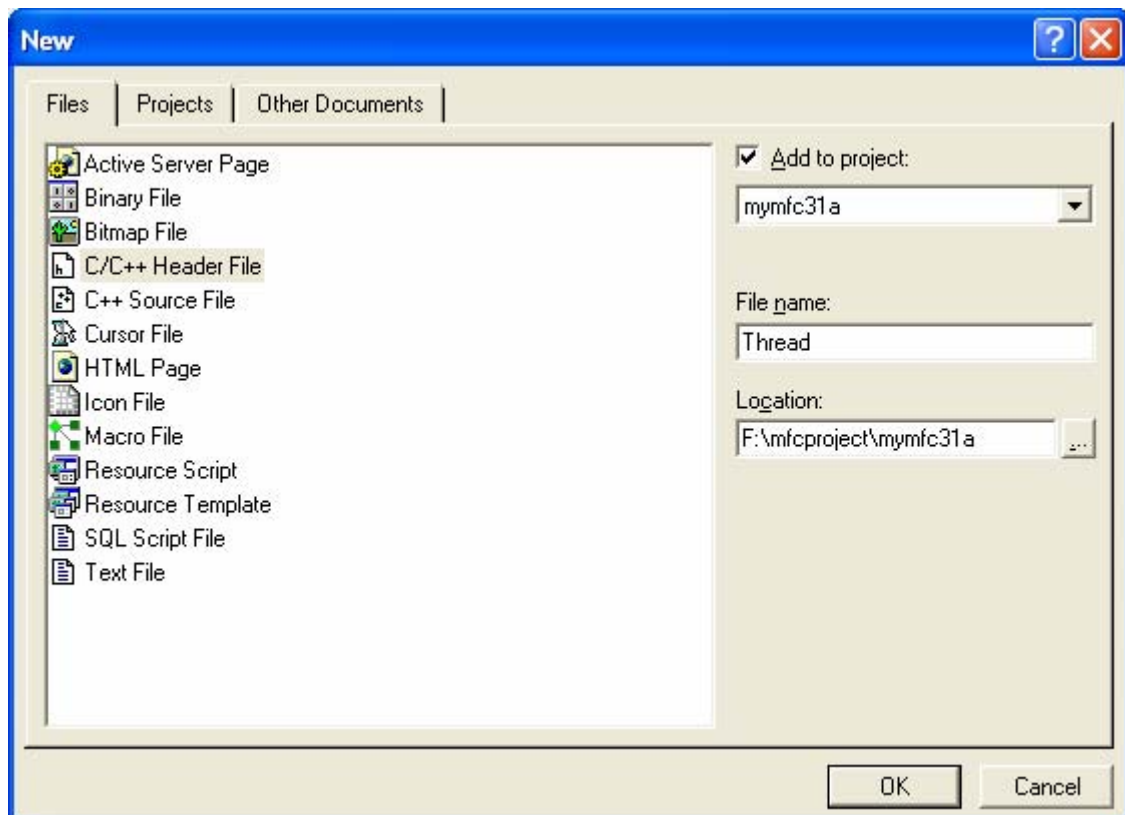 New
Files
Projects
Other Documents
Active Server Page
Binary File
Bitmap File
C/C++ Header File
C++ Source File
Cursor File
HTML Page
Icon File
Macro File
Resource Script
Resource Template
SQL Script File
Text File
Add to project:
mymfc31a
File name:
Thread
Location:
F:\mfcproject\mymfc31a
...
OK
Cancel